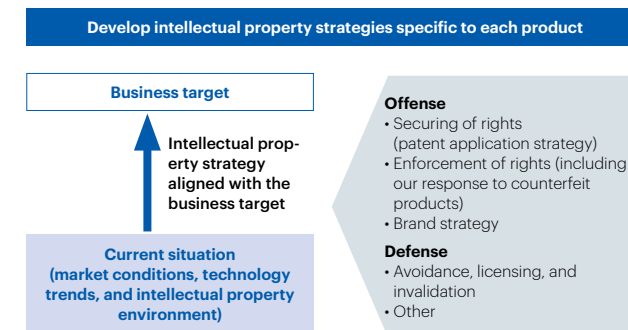 Develop intellectual property strategies specific to each product
Business target
Intellectual prop-
erty strategy
aligned with the
business target
Current situation
(market conditions, technology
trends, and intellectual property
environment)
Offense
• Securing of rights
(patent application strategy)
• Enforcement of rights (including
our response to counterfeit
products)
• Brand strategy
Defense
• Avoidance, licensing, and
invalidation
• Other